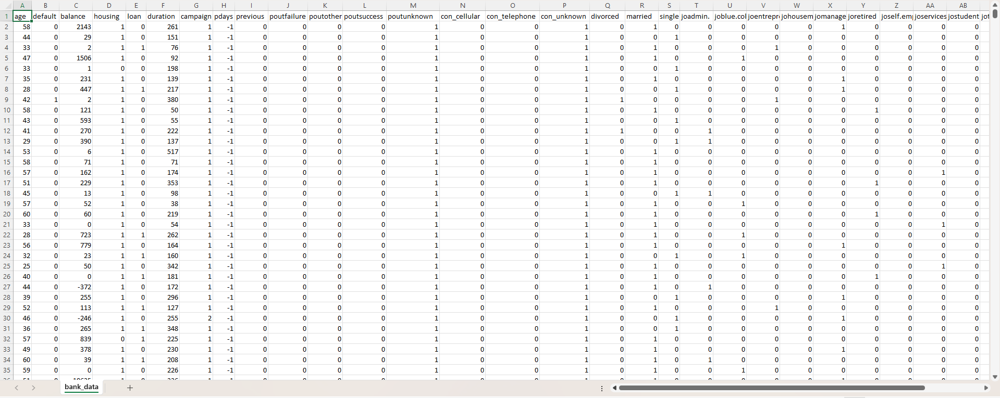 A B C D E F G H I J K L M N O P Q R S T U V W X Y Z AA AB
1 age default balance housing loan duration campaign pdays previous poutfailure poutother poutsuccess poutunknown con_cellular con_telephone con_unknown divorced married single joadmin. joblue.col joentrepr johousem jomanage joretired joself.emp joservices jostudent jot
2 58 0 2143 1 0 261 1 -1 0 0 0 0 1 0 0 1 0 1 0 0 0 0 0 1 0 0 0 0
3 44 0 29 1 0 151 1 -1 0 0 0 0 1 0 0 1 0 0 1 0 0 0 0 0 0 0 0 0
4 33 0 2 1 1 76 1 -1 0 0 0 0 1 0 0 1 0 1 0 0 0 1 0 0 0 0 0 0
5 47 0 1506 1 0 92 1 -1 0 0 0 0 1 0 0 1 0 1 0 0 1 0 0 0 0 0 0 0
6 33 0 1 0 0 198 1 -1 0 0 0 0 1 0 0 1 0 0 1 0 0 0 0 0 0 0 0 0
7 35 0 231 1 0 139 1 -1 0 0 0 0 1 0 0 1 0 1 0 0 0 0 0 1 0 0 0 0
8 28 0 447 1 1 217 1 -1 0 0 0 0 1 0 0 1 0 0 1 0 0 0 0 1 0 0 0 0
9 42 1 2 1 0 380 1 -1 0 0 0 0 1 0 0 1 1 0 0 0 0 1 0 0 0 0 0 0
10 58 0 121 1 0 50 1 -1 0 0 0 0 1 0 0 1 0 1 0 0 0 0 0 0 1 0 0 0
11 43 0 593 1 0 55 1 -1 0 0 0 0 1 0 0 1 0 0 1 0 0 0 0 0 0 0 0 0
12 41 0 270 1 0 222 1 -1 0 0 0 0 1 0 0 1 1 0 0 1 0 0 0 0 0 0 0 0
13 29 0 390 1 0 137 1 -1 0 0 0 0 1 0 0 1 0 0 1 1 0 0 0 0 0 0 0 0
14 53 0 6 1 0 517 1 -1 0 0 0 0 1 0 0 1 0 1 0 0 0 0 0 0 0 0 0 0
15 58 0 71 1 0 71 1 -1 0 0 0 0 1 0 0 1 0 1 0 0 0 0 0 0 0 0 0 0
16 57 0 162 1 0 174 1 -1 0 0 0 0 1 0 0 1 0 1 0 0 0 0 0 0 0 0 1 0
17 51 0 229 1 0 353 1 -1 0 0 0 0 1 0 0 1 0 1 0 0 0 0 0 0 1 0 0 0
18 45 0 13 1 0 98 1 -1 0 0 0 0 1 0 0 1 0 0 1 1 0 0 0 0 0 0 0 0
19 57 0 52 1 0 38 1 -1 0 0 0 0 1 0 0 1 0 1 0 0 1 0 0 0 0 0 0 0
20 60 0 60 1 0 219 1 -1 0 0 0 0 1 0 0 1 0 1 0 0 0 0 0 0 1 0 0 0
21 33 0 0 1 0 54 1 -1 0 0 0 0 1 0 0 1 0 1 0 0 0 0 0 0 0 0 1 0
22 28 0 723 1 1 262 1 -1 0 0 0 0 1 0 0 1 0 1 0 0 1 0 0 0 0 0 0 0
23 56 0 779 1 0 164 1 -1 0 0 0 0 1 0 0 1 0 1 0 0 0 0 0 1 0 0 0 0
24 32 0 23 1 1 160 1 -1 0 0 0 0 1 0 0 1 0 0 1 0 1 0 0 0 0 0 0 0
25 25 0 50 1 0 342 1 -1 0 0 0 0 1 0 0 1 0 1 0 0 0 0 0 0 0 0 1 0
26 40 0 0 1 1 181 1 -1 0 0 0 0 1 0 0 1 0 1 0 0 0 0 0 0 1 0 0 0
27 44 0 -372 1 0 172 1 -1 0 0 0 0 1 0 0 1 0 1 0 1 0 0 0 0 0 0 0 0
28 39 0 255 1 0 296 1 -1 0 0 0 0 1 0 0 1 0 0 1 0 0 0 0 1 0 0 0 0
29 52 0 113 1 1 127 1 -1 0 0 0 0 1 0 0 1 0 1 0 0 0 1 0 0 0 0 0 0
30 46 0 -246 1 0 255 2 -1 0 0 0 0 1 0 0 1 0 0 1 0 0 0 0 1 0 0 0 0
31 36 0 265 1 1 348 1 -1 0 0 0 0 1 0 0 1 0 0 1 0 0 0 0 0 0 0 0 0
32 57 0 839 0 1 225 1 -1 0 0 0 0 1 0 0 1 0 1 0 0 0 0 0 0 0 0 0 0
33 49 0 378 1 0 230 1 -1 0 0 0 0 1 0 0 1 0 1 0 0 0 0 0 1 0 0 0 0
34 60 0 39 1 1 208 1 -1 0 0 0 0 1 0 0 1 0 1 0 1 0 0 0 0 0 0 0 0
35 59 0 0 1 0 226 1 -1 0 0 0 0 1 0 0 1 0 1 0 0 1 0 0 0 0 0 0 0
bank_data